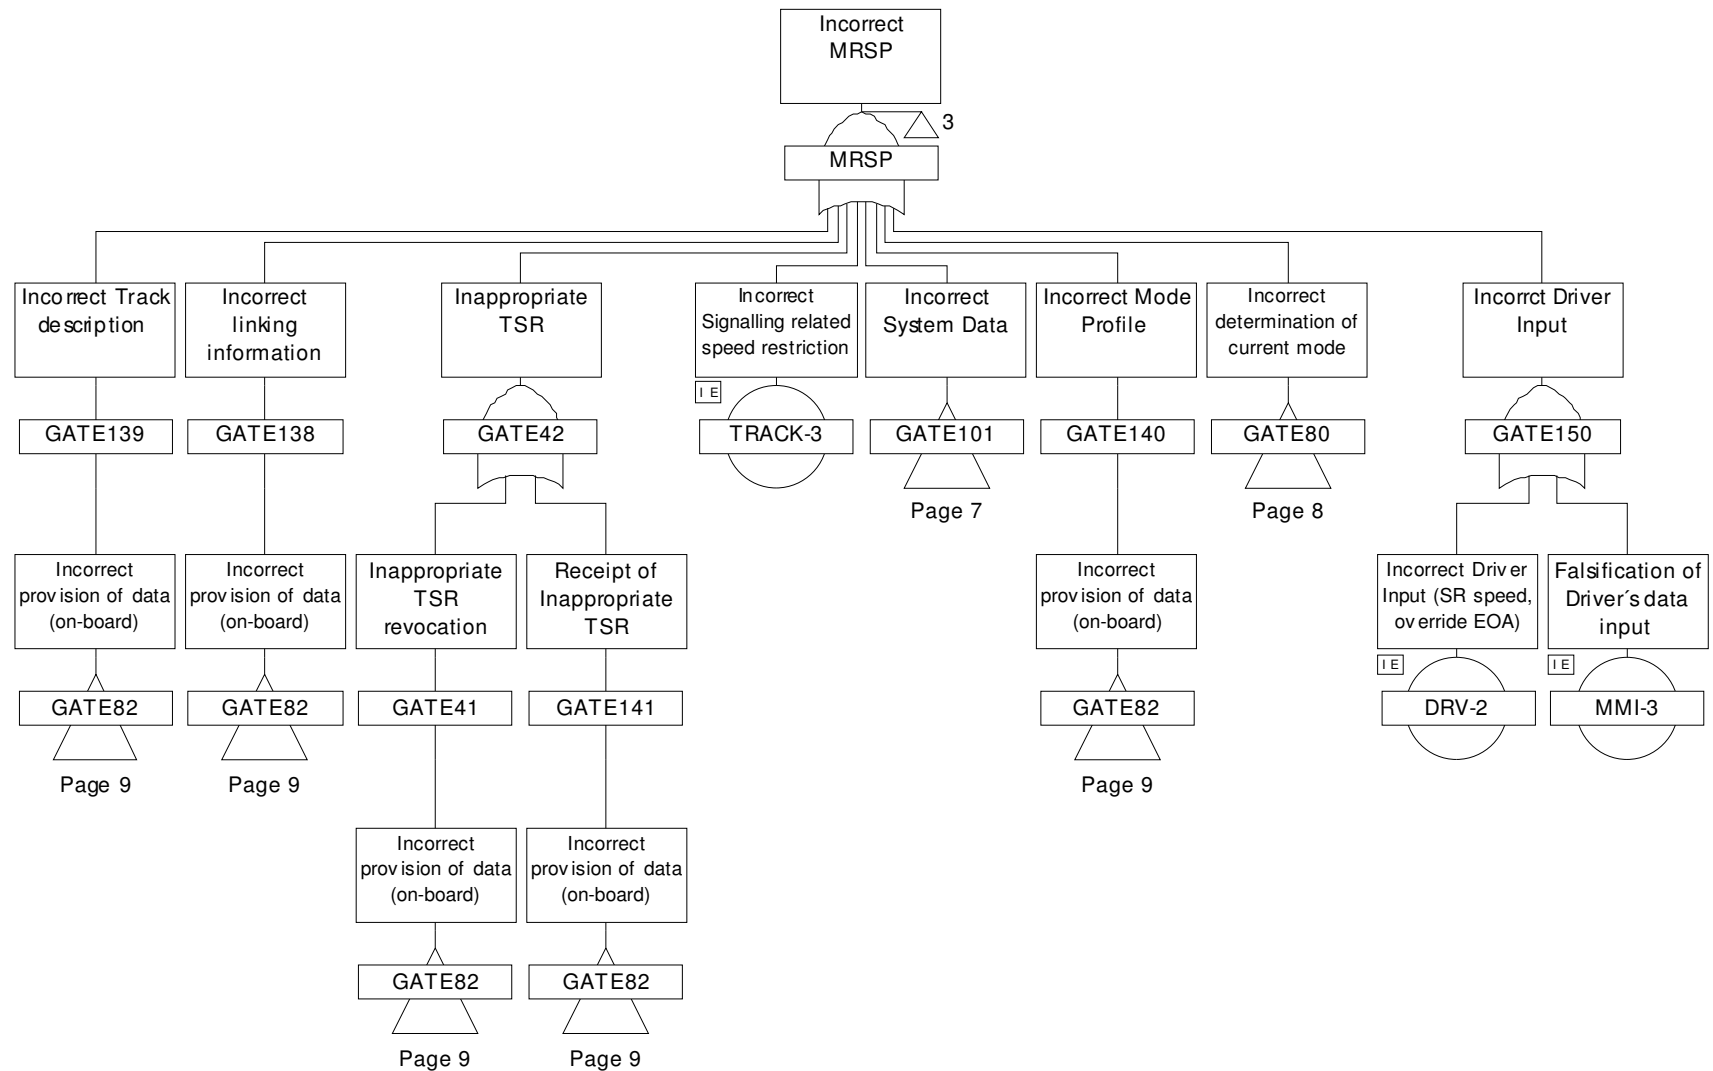 Incorrect
MRSP
3
MRSP
Incorrect Track
description
Incorrect
linking
information
Inappropriate
TSR
Incorrect
Signalling related
speed restriction
Incorrect
System Data
Incorrect Mode
Profile
Incorrect
determination of
current mode
Incorrct Driver
Input
I E
GATE139
GATE138
GATE42
TRACK-3
GATE101
GATE140
GATE80
GATE150
Page 7
Page 8
Incorrect
provision of data
(on-board)
Incorrect
provision of data
(on-board)
Inappropriate
TSR
revocation
Receipt of
Inappropriate
TSR
Incorrect
provision of data
(on-board)
Incorrect Driver
Input (SR speed,
override EOA)
Falsification of
Driver´s data
input
I E
I E
GATE82
GATE82
GATE41
GATE141
GATE82
DRV-2
MMI-3
Page 9
Page 9
Page 9
Incorrect
provision of data
(on-board)
Incorrect
provision of data
(on-board)
GATE82
GATE82
Page 9
Page 9